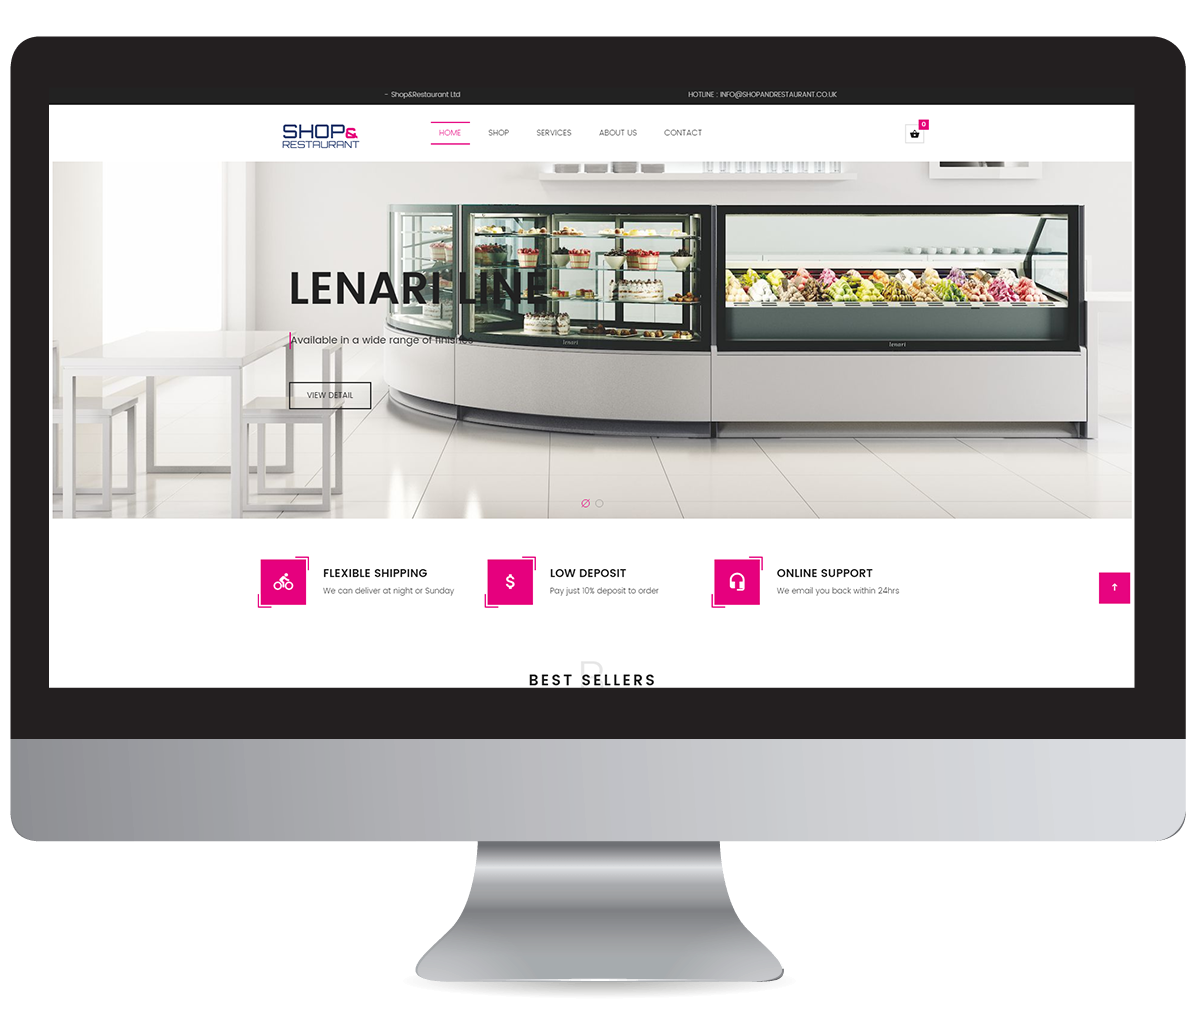 - Shop&Restaurant Ltd
HOTLINE : INFO@SHOPANDRESTAURANT.CO.UK
SHOP&
RESTAURANT
HOME
SHOP
SERVICES
ABOUT US
CONTACT
0
LENARI LINE
Available in a wide range of finishes
VIEW DETAIL
lenari
lenari
FLEXIBLE SHIPPING
We can deliver at night or Sunday
$
LOW DEPOSIT
Pay just 10% deposit to order
ONLINE SUPPORT
We email you back within 24hrs
B
BEST SELLERS